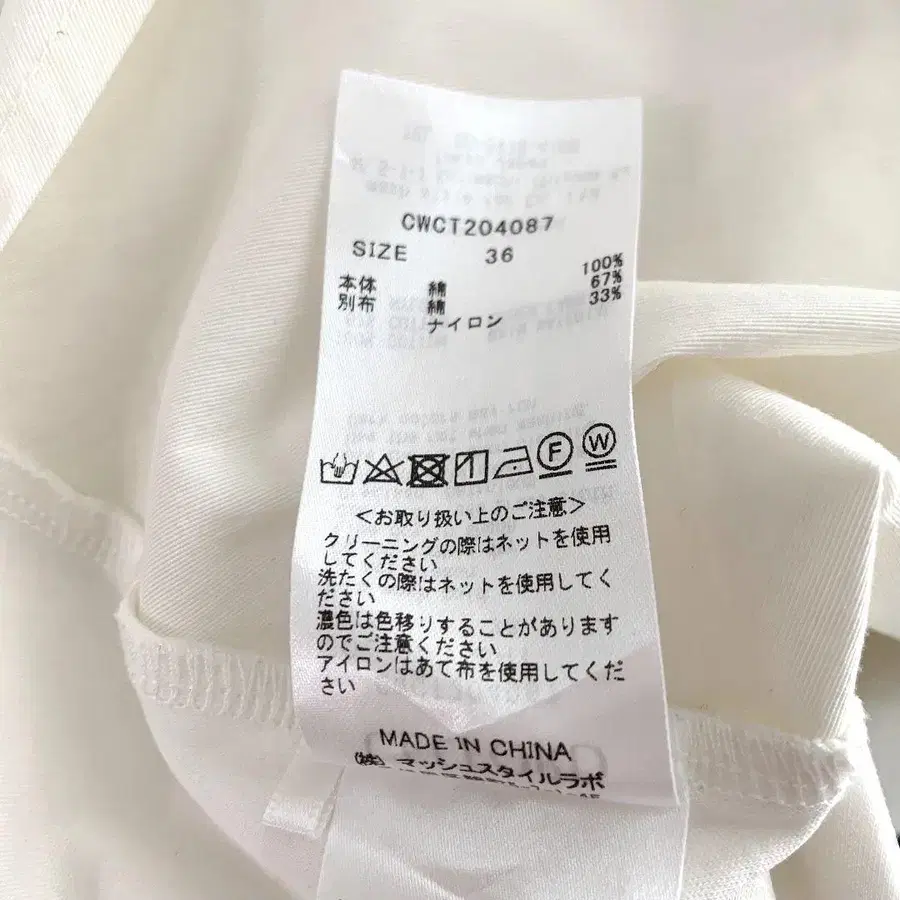 CWCT204087
SIZE 36
本体 綿 100%
別布 綿 67%
ナイロン 33%
F W
<お取り扱い上のご注意>
クリーニングの際はネットを使用
してください
洗たくの際はネットを使用してく
ださい
濃色は色移りすることがあります
のでご注意ください
アイロンはあて布を使用してくだ
さい
MADE IN CHINA
(株)マッシュスタイルラボ